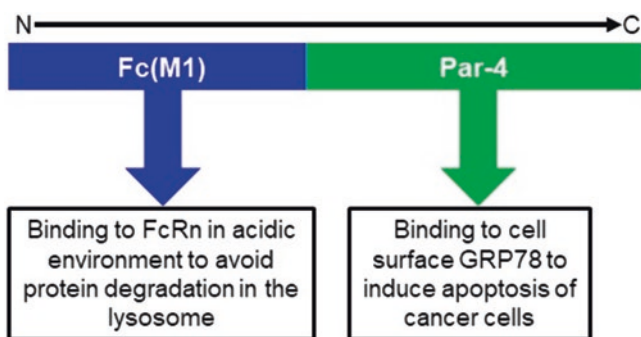 N C
Fc(M1) Par-4
Binding to FcRn in acidic
environment to avoid
protein degradation in the
lysosome
Binding to cell
surface GRP78 to
induce apoptosis of
cancer cells